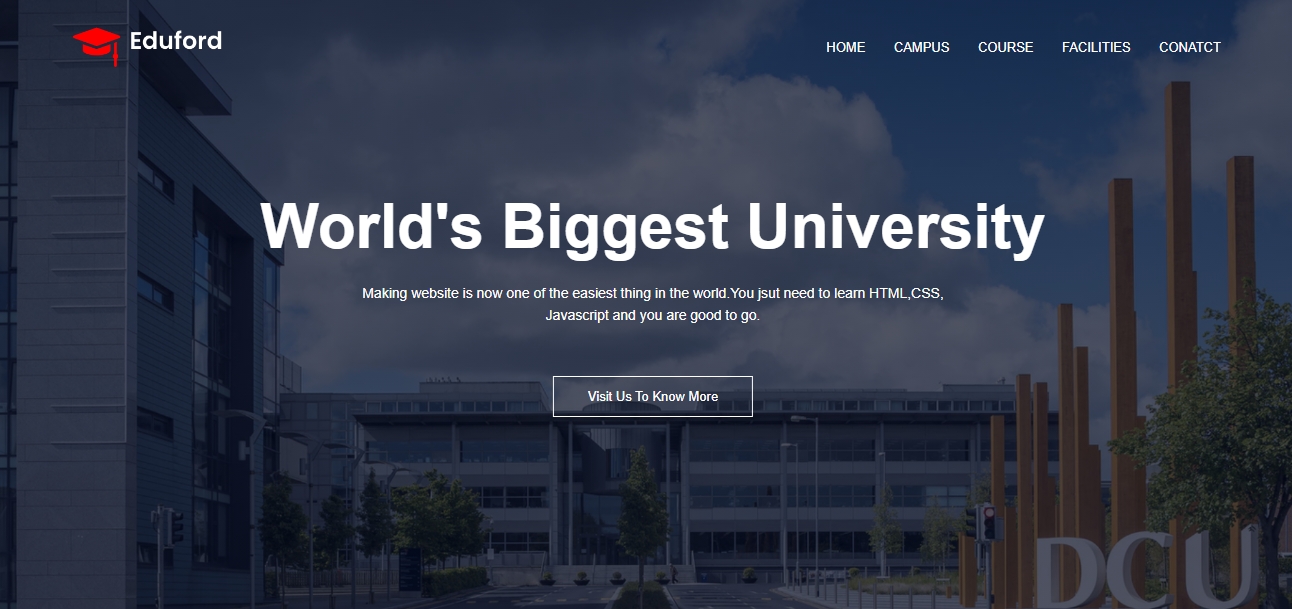 Eduford
HOME CAMPUS COURSE FACILITIES CONATCT
World's Biggest University
Making website is now one of the easiest thing in the world.You jsut need to learn HTML,CSS,
Javascript and you are good to go.
Visit Us To Know More
DCU